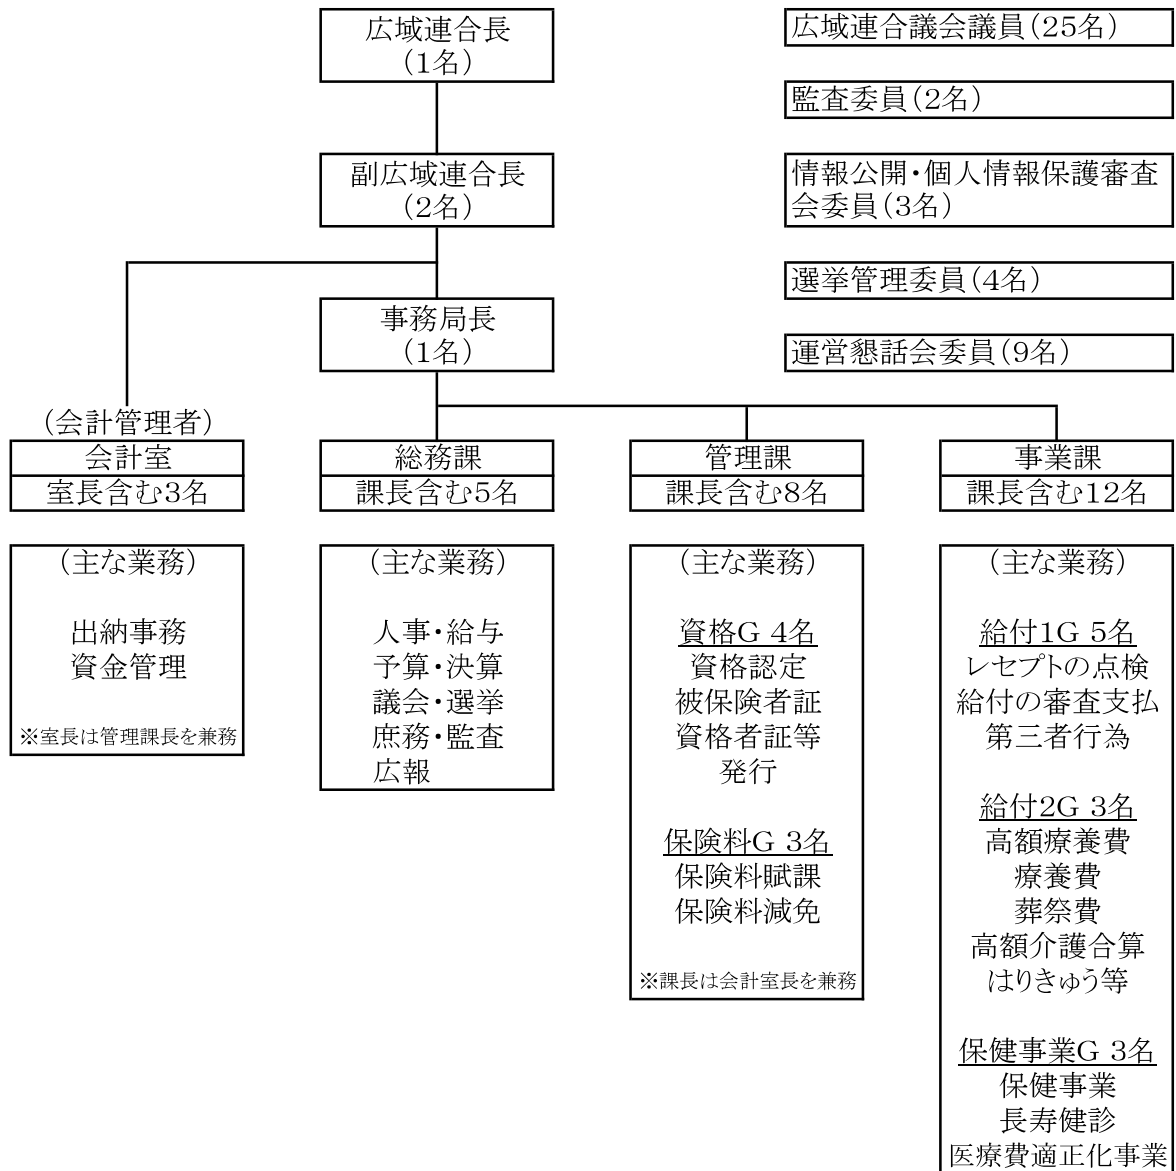 広域連合長
(1名)
副広域連合長
(2名)
事務局長
(1名)
広域連合議会議員(25名)
監査委員(2名)
情報公開・個人情報保護審査
会委員(3名)
選挙管理委員(4名)
運営懇話会委員(9名)
(会計管理者)
会計室
室長含む3名
(主な業務)
出納事務
資金管理
※室長は管理課長を兼務
総務課
課長含む5名
(主な業務)
人事・給与
予算・決算
議会・選挙
庶務・監査
広報
管理課
課長含む8名
(主な業務)
資格G 4名
資格認定
被保険者証
資格者証等
発行
保険料G 3名
保険料賦課
保険料減免
※課長は会計室長を兼務
事業課
課長含む12名
(主な業務)
給付1G 5名
レセプトの点検
給付の審査支払
第三者行為
給付2G 3名
高額療養費
療養費
葬祭費
高額介護合算
はりきゅう等
保健事業G 3名
保健事業
長寿健診
医療費適正化事業